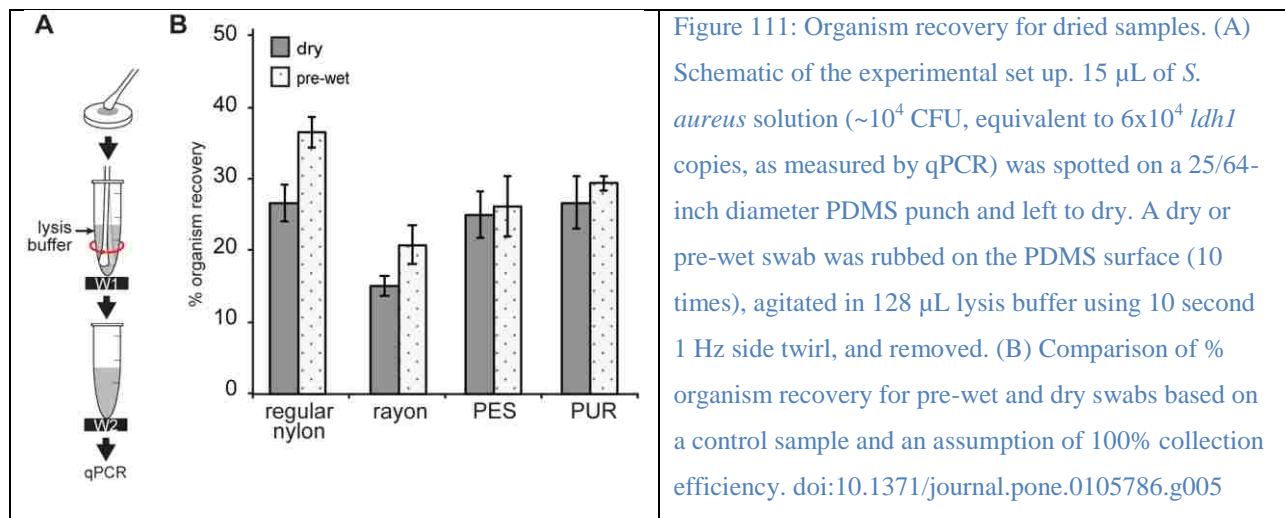 A
lysis
buffer
W1
W2
qPCR
B
50
40
30
20
10
0
% organism recovery
dry
pre-wet
regular
nylon
rayon
PES
PUR
Figure 111: Organism recovery for dried samples. (A)
Schematic of the experimental set up. 15 µL of S.
aureus solution (~10⁴ CFU, equivalent to 6x10⁴ ldh1
copies, as measured by qPCR) was spotted on a 25/64-
inch diameter PDMS punch and left to dry. A dry or
pre-wet swab was rubbed on the PDMS surface (10
times), agitated in 128 µL lysis buffer using 10 second
1 Hz side twirl, and removed. (B) Comparison of %
organism recovery for pre-wet and dry swabs based on
a control sample and an assumption of 100% collection
efficiency. doi:10.1371/journal.pone.0105786.g005